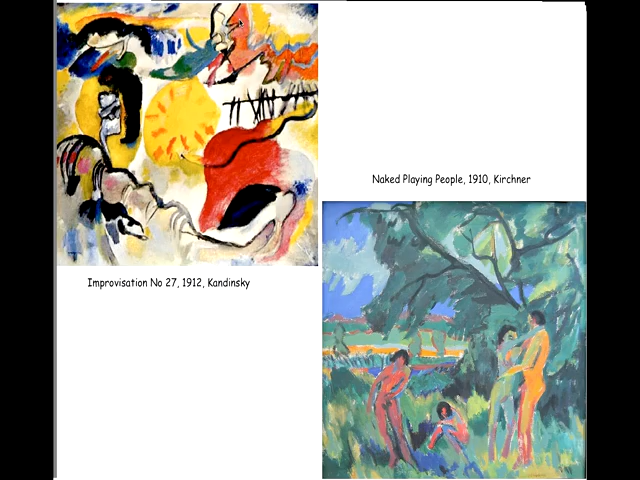 Naked Playing People, 1910, Kirchner
Improvisation No 27, 1912, Kandinsky